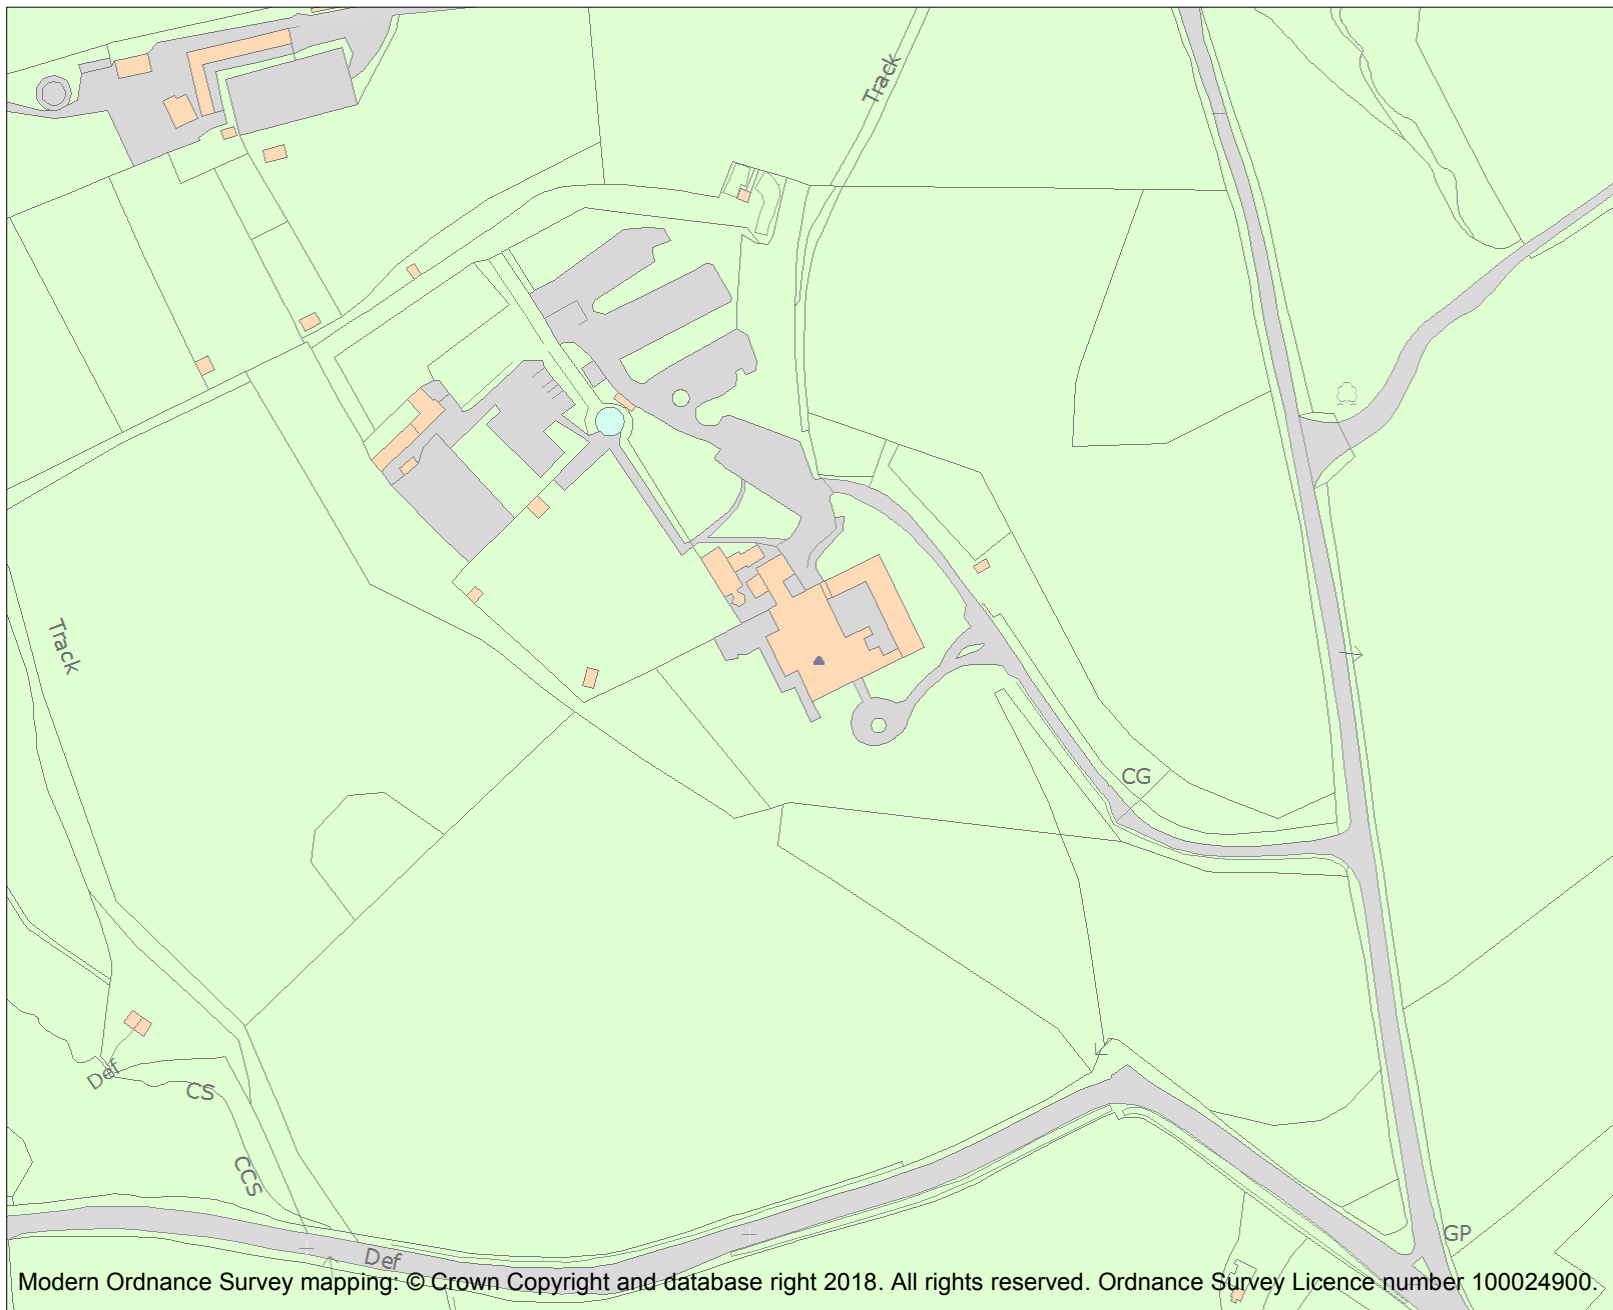 Track
Track
CG
Def
CS
CCS
Def
GP
Modern Ordnance Survey mapping: © Crown Copyright and database right 2018. All rights reserved. Ordnance Survey Licence number 100024900.